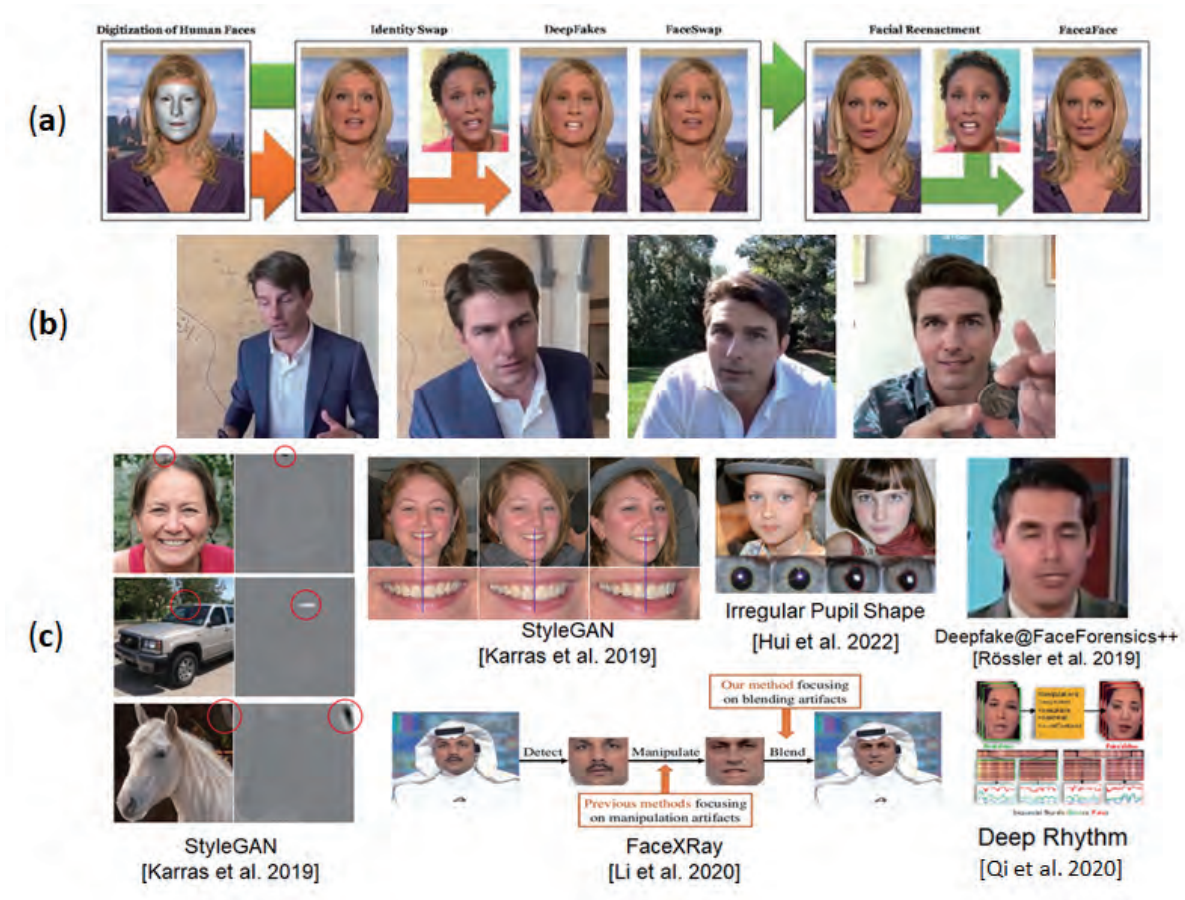 Digitization of Human Faces
Identity Swap
DeepFakes
FaceSwap
Facial Reenactment
Face2Face
(a)
(b)
(c)
StyleGAN
[Karras et al. 2019]
StyleGAN
[Karras et al. 2019]
Irregular Pupil Shape
[Hui et al. 2022]
Deepfake@FaceForensics++
[Rössler et al. 2019]
Our method focusing
on blending artifacts
Detect
Manipulate
Blend
Previous methods focusing
on manipulation artifacts
FaceXRay
[Li et al. 2020]
Deep Rhythm
[Qi et al. 2020]